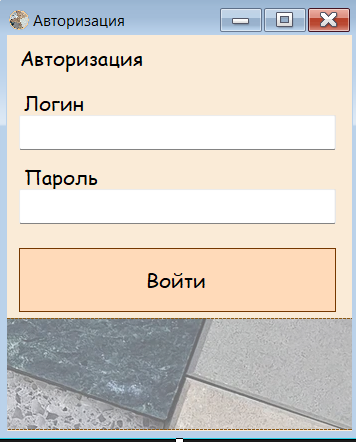 Авторизация
Авторизация
Логин
Пароль
Войти